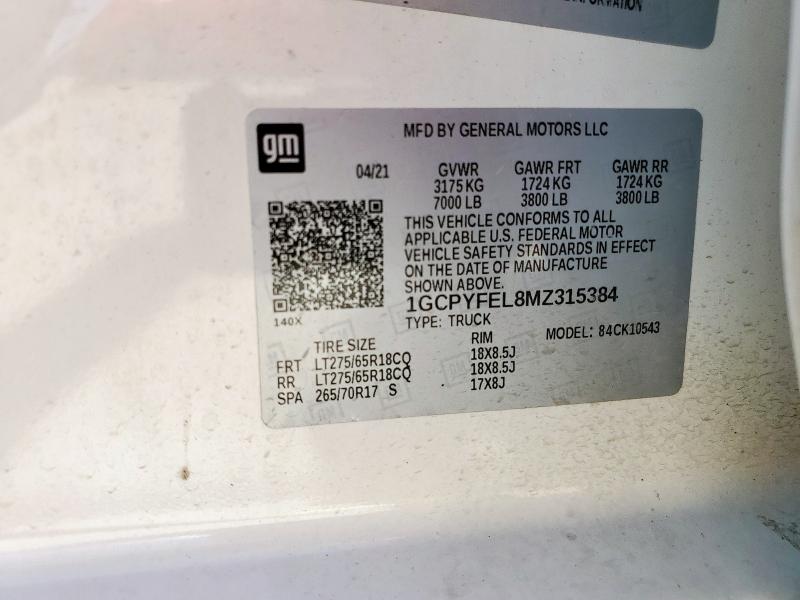 INFORMATION
gm
MFD BY GENERAL MOTORS LLC
04/21
GVWR GAWR FRT GAWR RR
3175 KG 1724 KG 1724 KG
7000 LB 3800 LB 3800 LB
THIS VEHICLE CONFORMS TO ALL
APPLICABLE U.S. FEDERAL MOTOR
VEHICLE SAFETY STANDARDS IN EFFECT
ON THE DATE OF MANUFACTURE
SHOWN ABOVE.
1GCPYFEL8MZ315384
140X
TYPE: TRUCK MODEL: 84CK10543
TIRE SIZE RIM
FRT LT275/65R18CQ 18X8.5J
RR LT275/65R18CQ 18X8.5J
SPA 265/70R17 S 17X8J